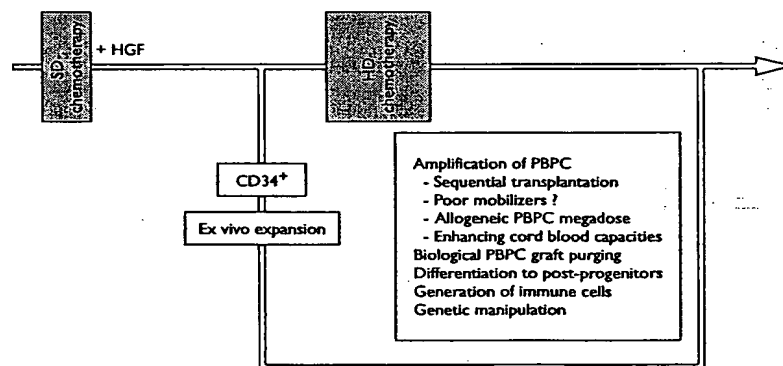 SD
chemotherapy
+ HGF
HD
chemotherapy
CD34+
Ex vivo expansion
Amplification of PBPC
- Sequential transplantation
- Poor mobilizers ?
- Allogeneic PBPC megadose
- Enhancing cord blood capacities
Biological PBPC graft purging
Differentiation to post-progenitors
Generation of immune cells
Genetic manipulation